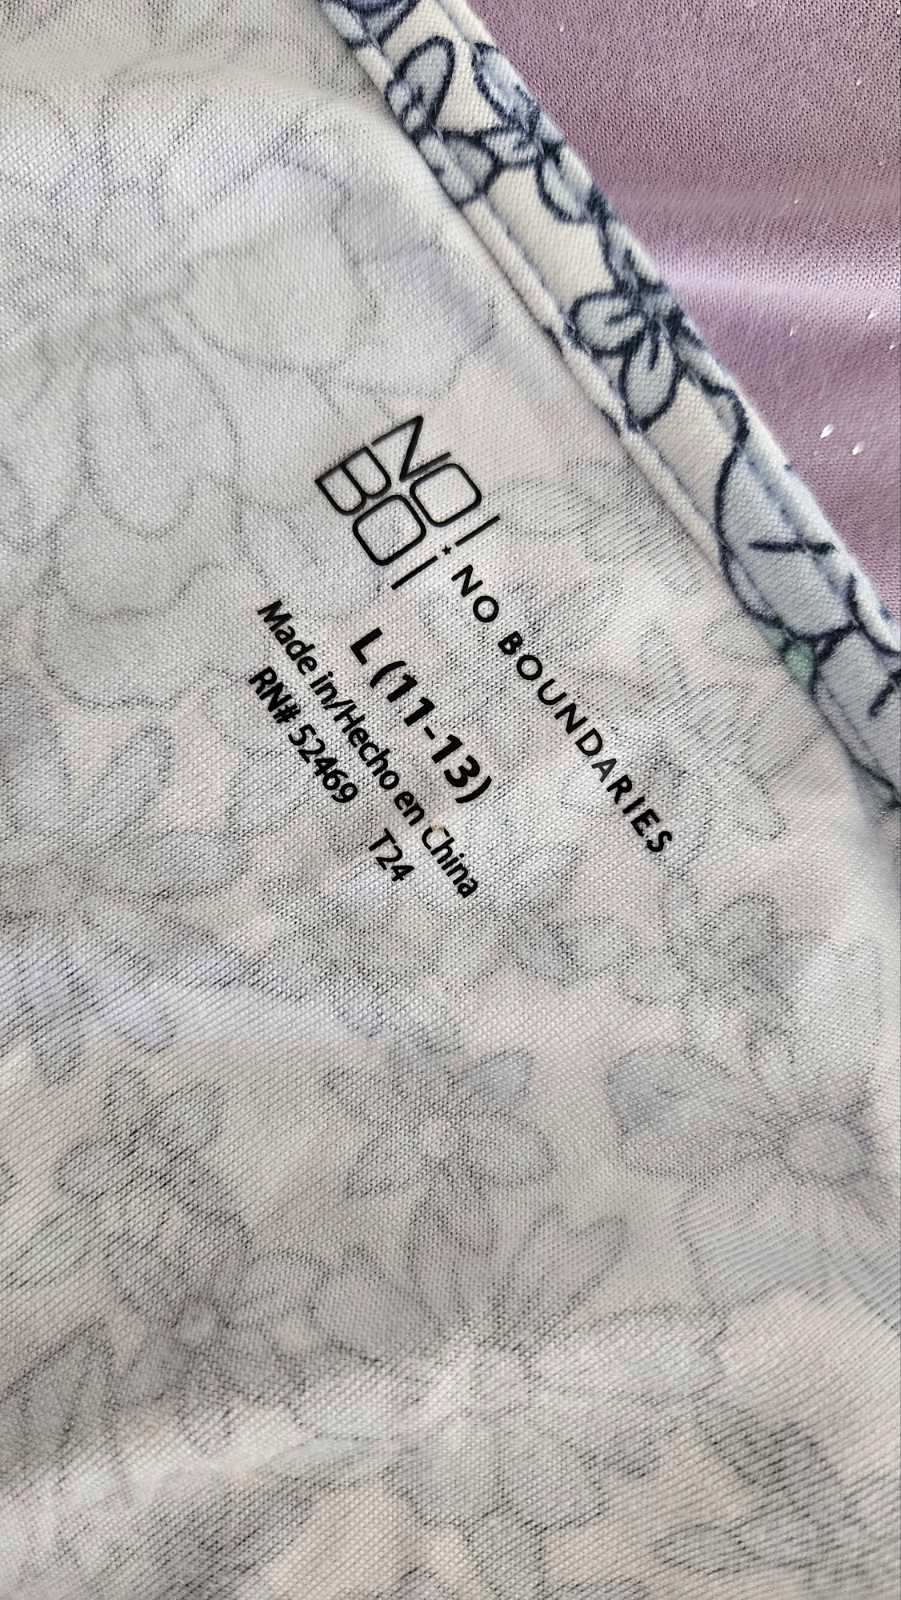 NO
BO
NO BOUNDARIES
L (11-13)
Made in/Hecho en China
RN# 52469 T24